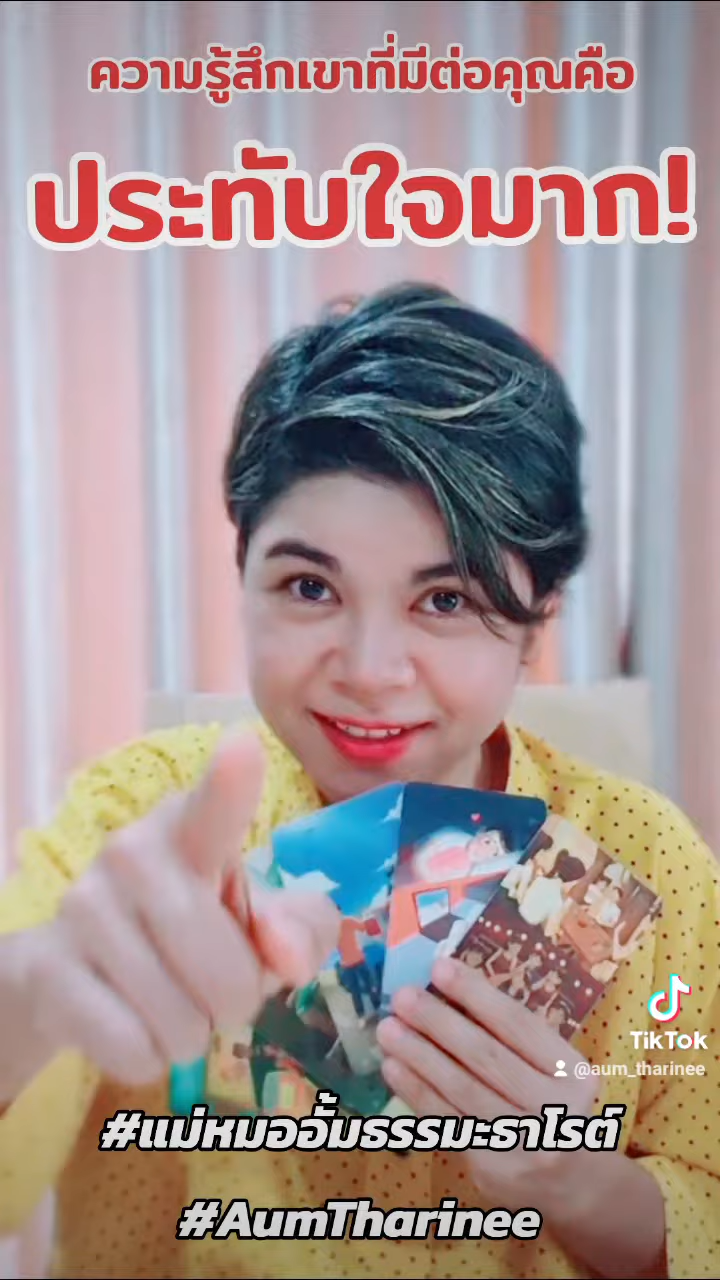 ความรู้สึกเขาที่มีต่อคุณคือ
ประทับใจมาก!
TikTok
@aum_tharinee
#แม่หมออั้มธรรมะธาโรต์
#AumTharinee